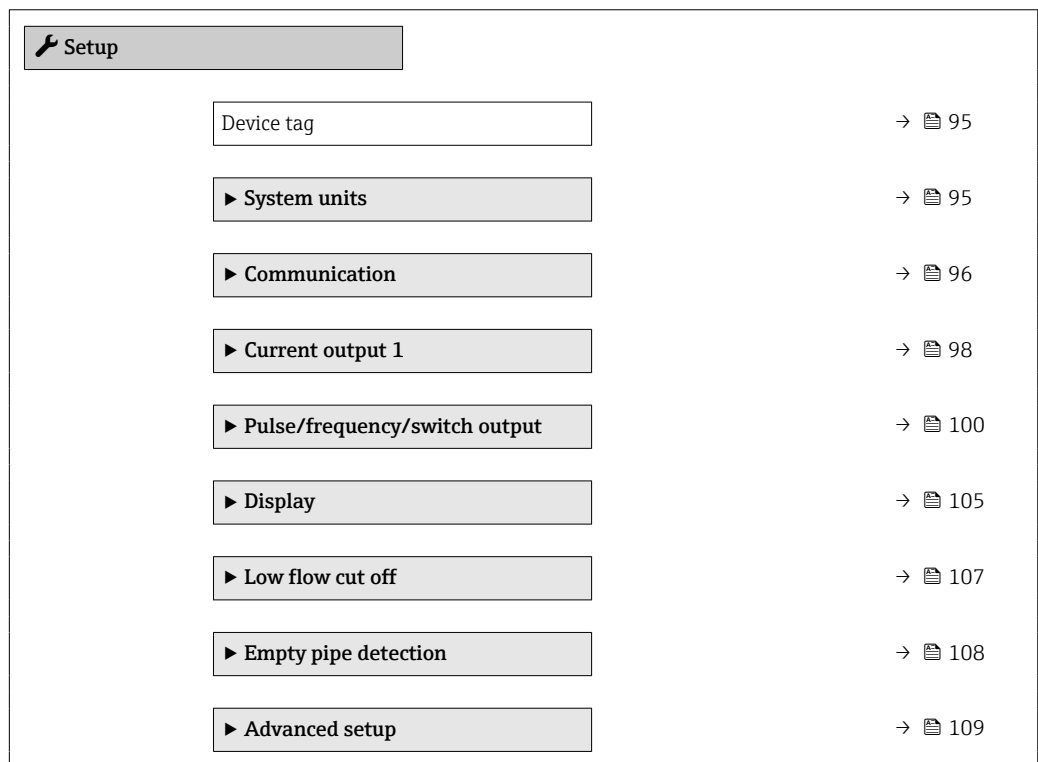 Setup
Device tag → 95
▶ System units → 95
▶ Communication → 96
▶ Current output 1 → 98
▶ Pulse/frequency/switch output → 100
▶ Display → 105
▶ Low flow cut off → 107
▶ Empty pipe detection → 108
▶ Advanced setup → 109